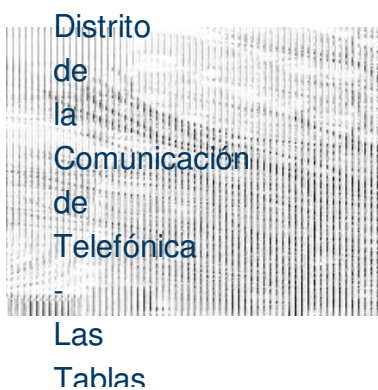 Distrito
de
la
Comunicación
de
Telefónica
-
Las
Tablas